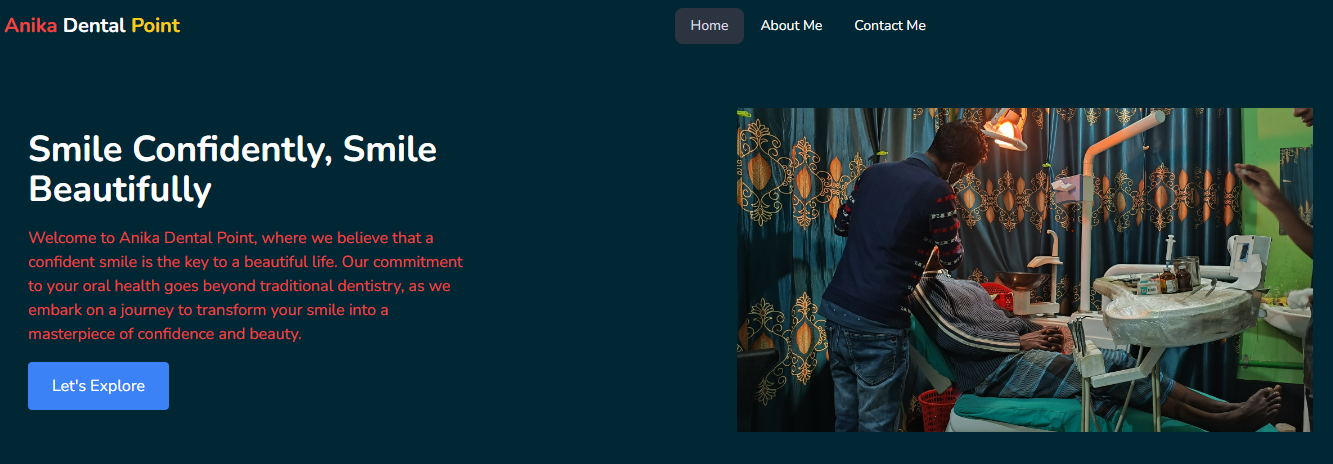 Anika Dental Point
Home
About Me
Contact Me
Smile Confidently, Smile
Beautifully
Welcome to Anika Dental Point, where we believe that a
confident smile is the key to a beautiful life. Our commitment
to your oral health goes beyond traditional dentistry, as we
embark on a journey to transform your smile into a
masterpiece of confidence and beauty.
Let's Explore